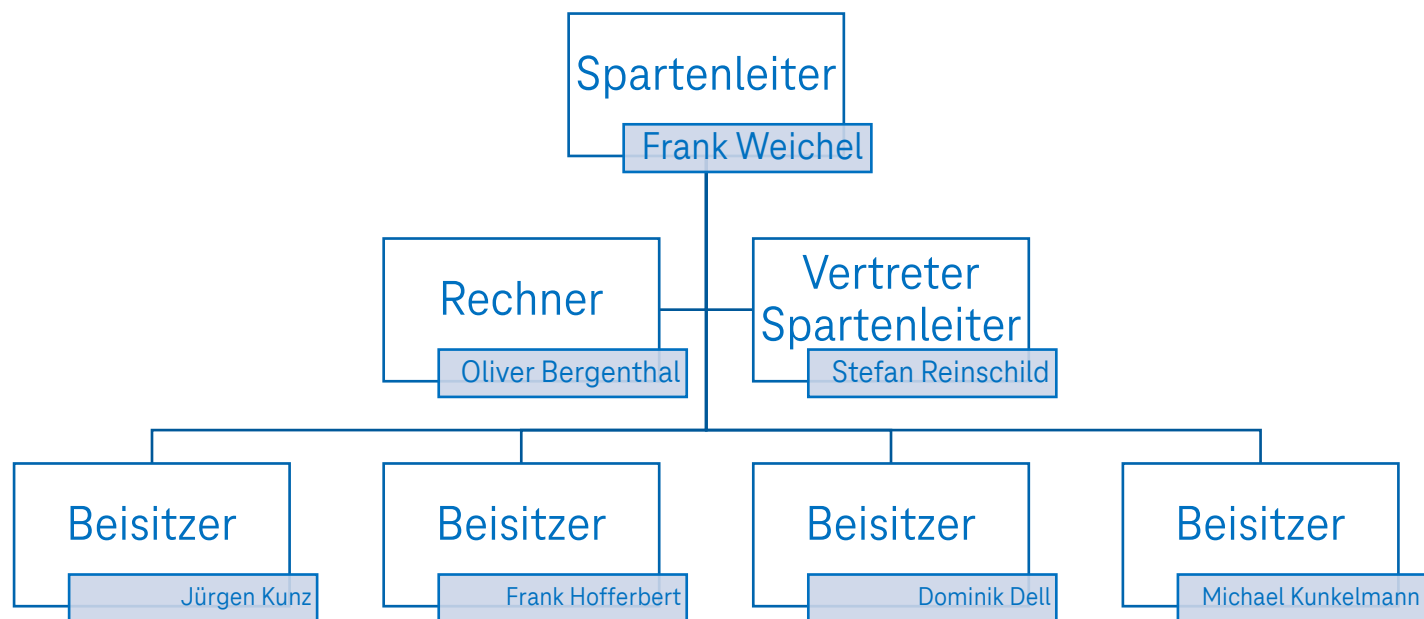 Spartenleiter
Frank Weichel
Rechner
Oliver Bergenthal
Vertreter
Spartenleiter
Stefan Reinschild
Beisitzer
Jürgen Kunz
Beisitzer
Frank Hofferbert
Beisitzer
Dominik Dell
Beisitzer
Michael Kunkelmann